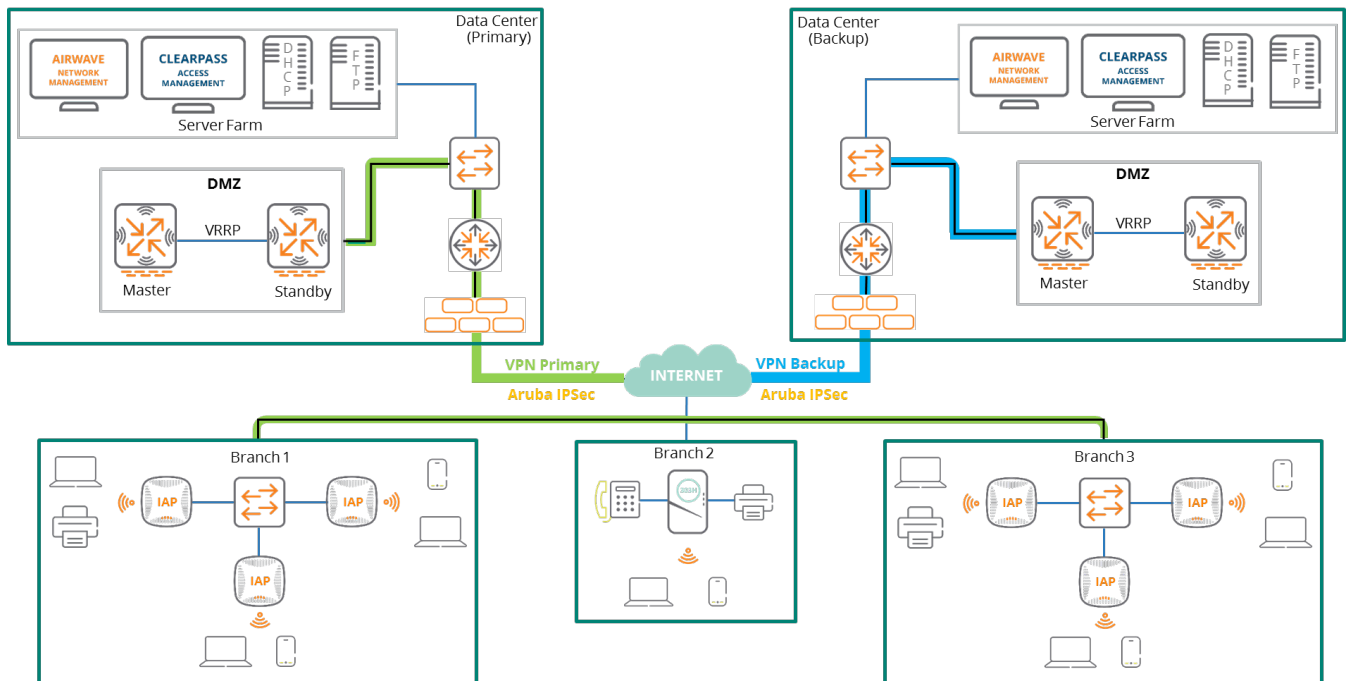 Data Center
(Primary)
AIRWAVE
NETWORK
MANAGEMENT
CLEARPASS
ACCESS
MANAGEMENT
DHCP
FTP
Server Farm
DMZ
VRRP
Master
Standby
Data Center
(Backup)
AIRWAVE
NETWORK
MANAGEMENT
CLEARPASS
ACCESS
MANAGEMENT
DHCP
FTP
Server Farm
DMZ
VRRP
Master
Standby
VPN Primary
INTERNET
VPN Backup
Aruba IPSec
Aruba IPSec
Branch 1
IAP
IAP
IAP
Branch 2
Branch 3
IAP
IAP
IAP